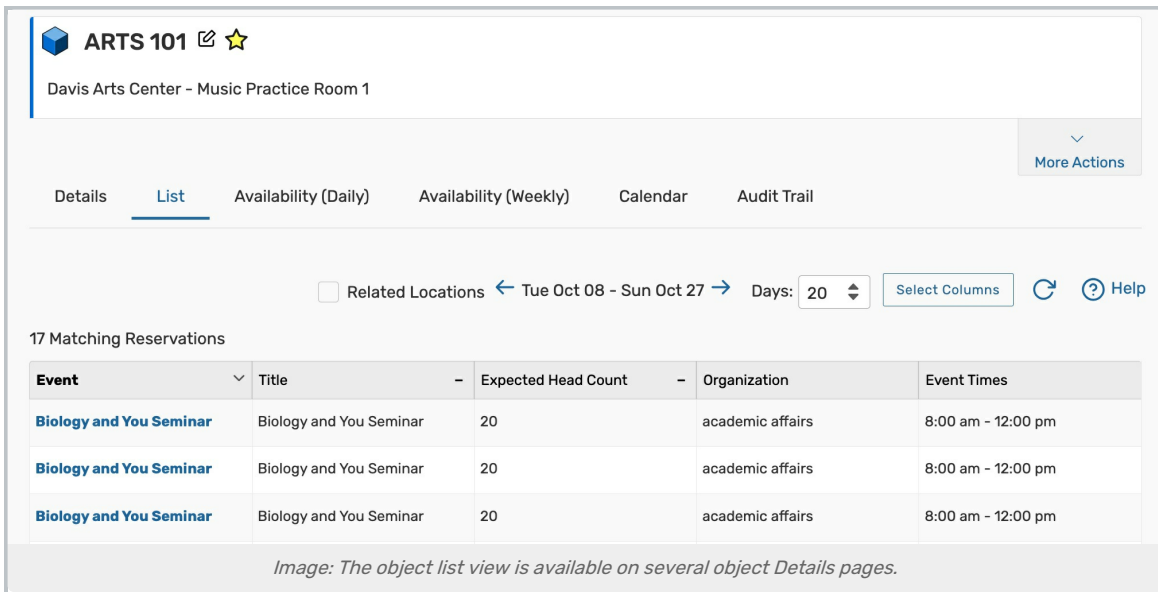 ARTS 101
Davis Arts Center - Music Practice Room 1
More Actions
Details List Availability (Daily) Availability (Weekly) Calendar Audit Trail
Related Locations Tue Oct 08 - Sun Oct 27 Days: 20 Select Columns Help
17 Matching Reservations
Event Title Expected Head Count Organization Event Times
Biology and You Seminar Biology and You Seminar 20 academic affairs 8:00 am - 12:00 pm
Biology and You Seminar Biology and You Seminar 20 academic affairs 8:00 am - 12:00 pm
Biology and You Seminar Biology and You Seminar 20 academic affairs 8:00 am - 12:00 pm
Image: The object list view is available on several object Details pages.